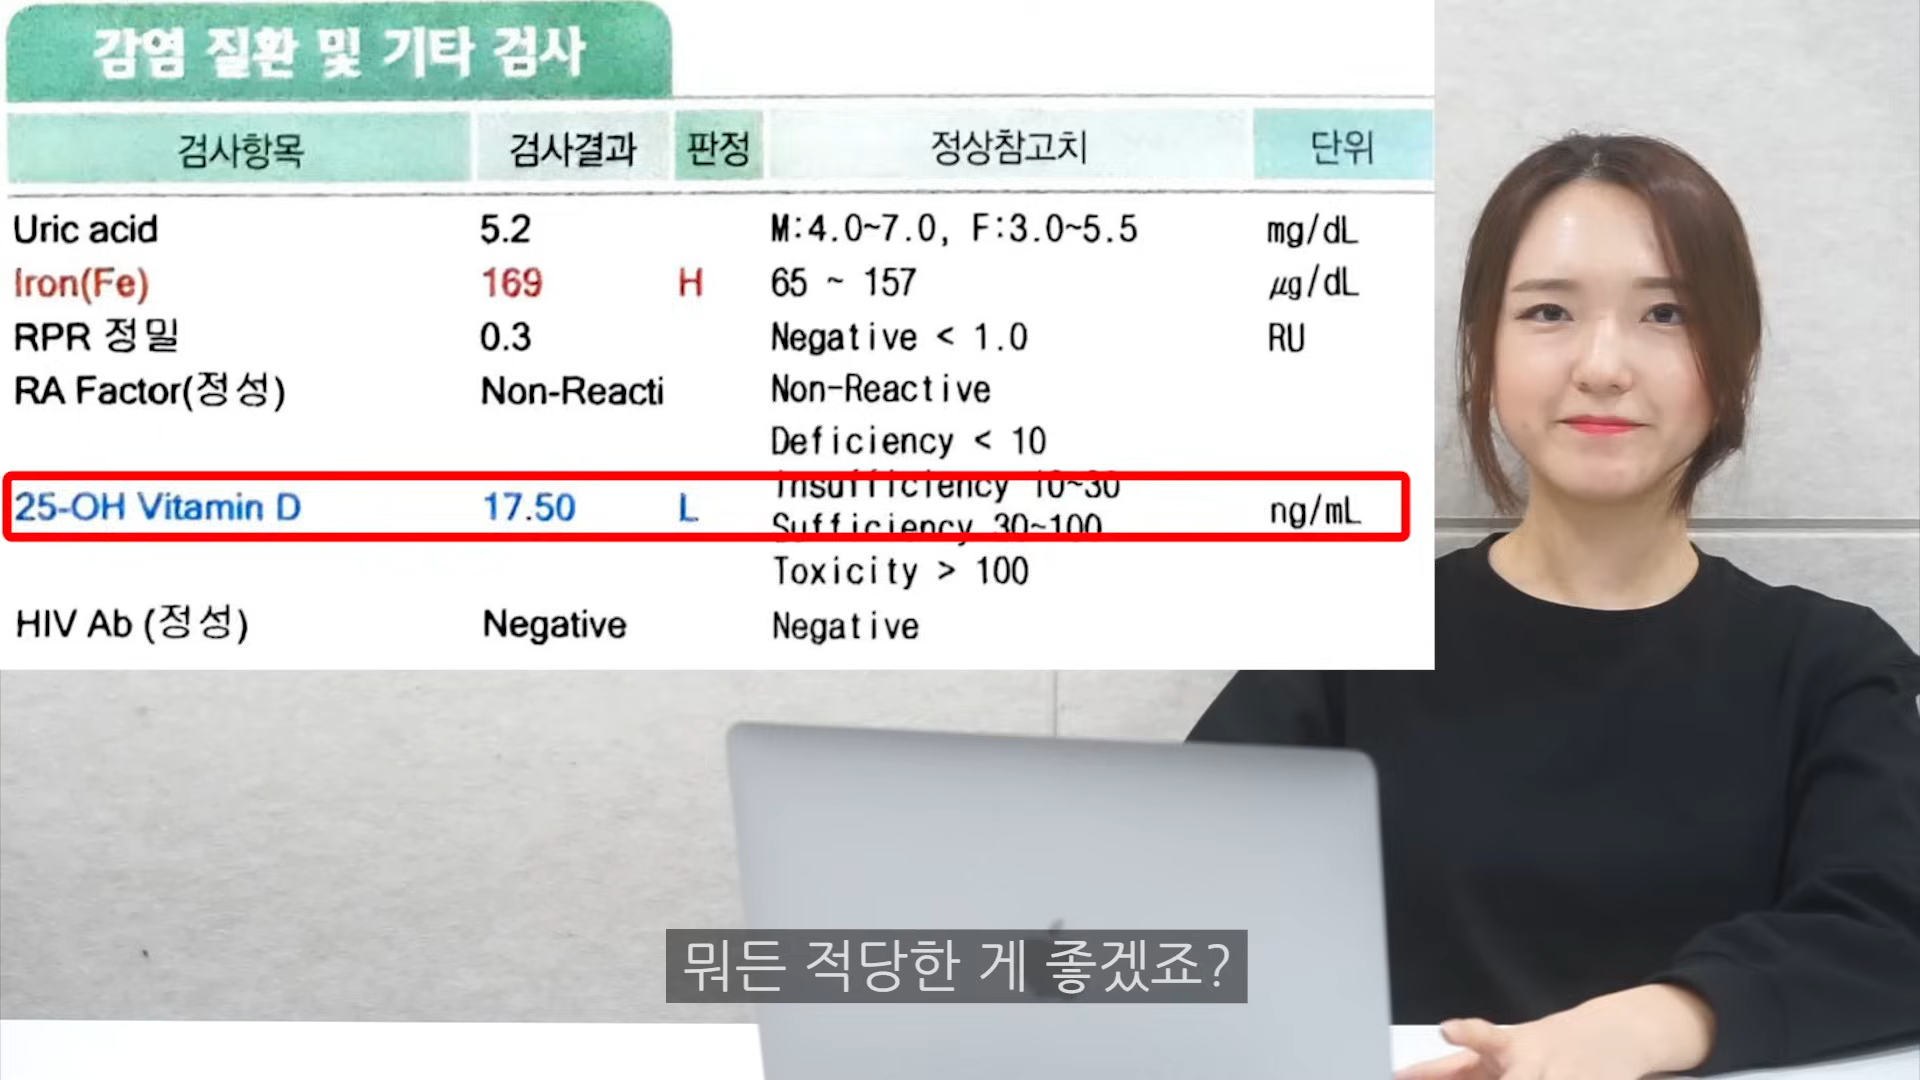 감염 질환 및 기타 검사
검사항목 검사결과 판정 정상참고치 단위
Uric acid 5.2 M:4.0~7.0, F:3.0~5.5 mg/dL
Iron(Fe) 169 H 65 ~ 157 μg/dL
RPR 정밀 0.3 Negative < 1.0 RU
RA Factor(정성) Non-Reacti Non-Reactive
Deficiency < 10
Insufficiency 10~30
25-OH Vitamin D 17.50 L ng/mL
Sufficiency 30~100
Toxicity > 100
HIV Ab (정성) Negative Negative
뭐든 적당한 게 좋겠죠?